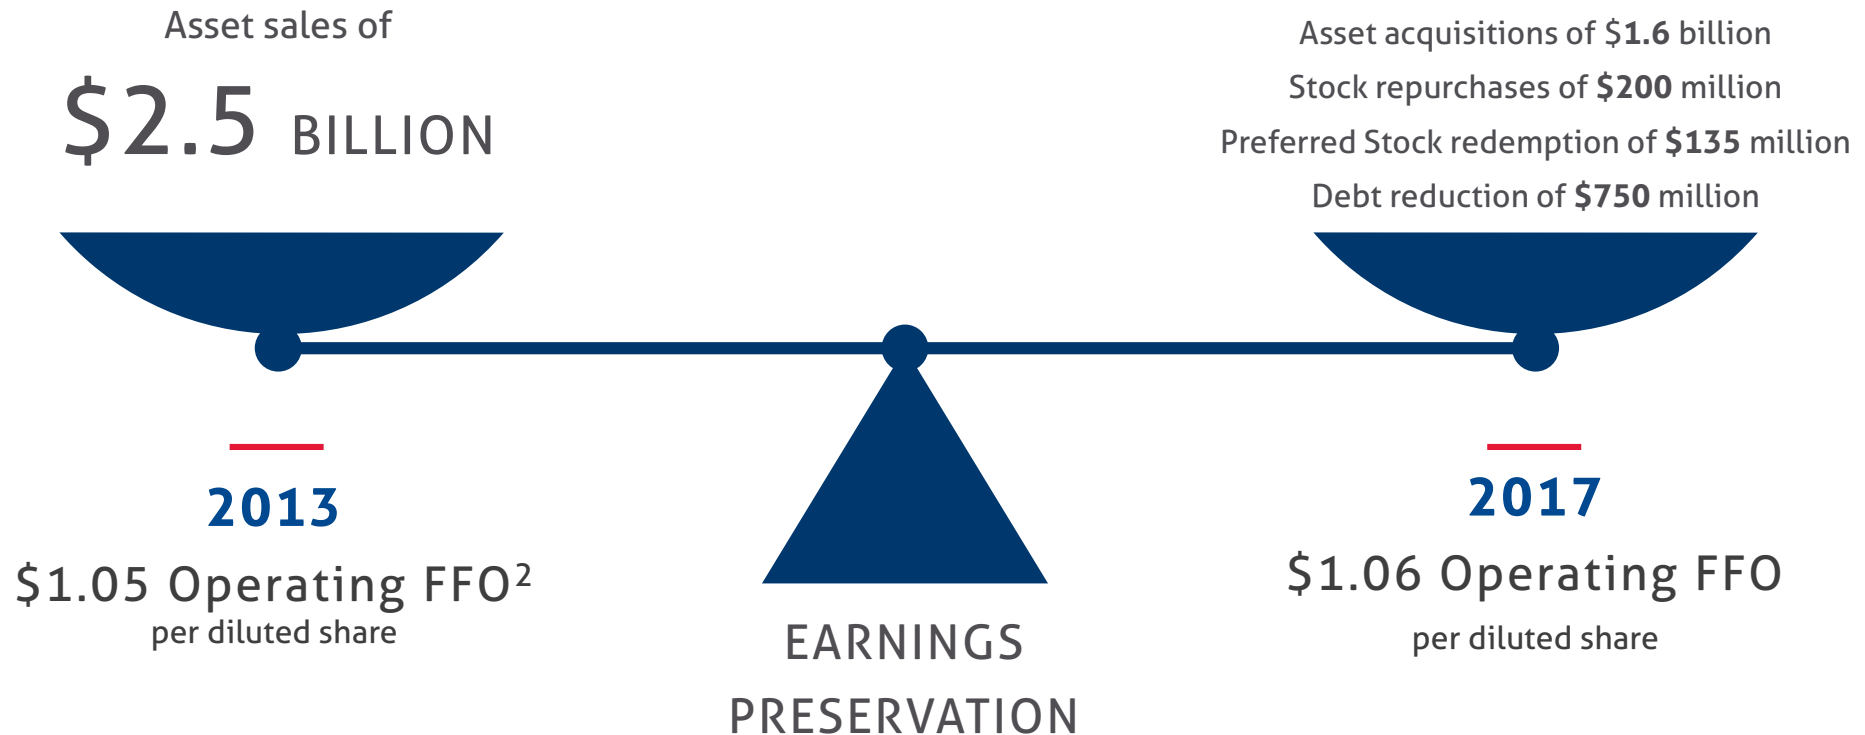 Asset sales of
$2.5 BILLION
Asset acquisitions of $1.6 billion
Stock repurchases of $200 million
Preferred Stock redemption of $135 million
Debt reduction of $750 million
2013
$1.05 Operating FFO²
per diluted share
EARNINGS
PRESERVATION
2017
$1.06 Operating FFO
per diluted share